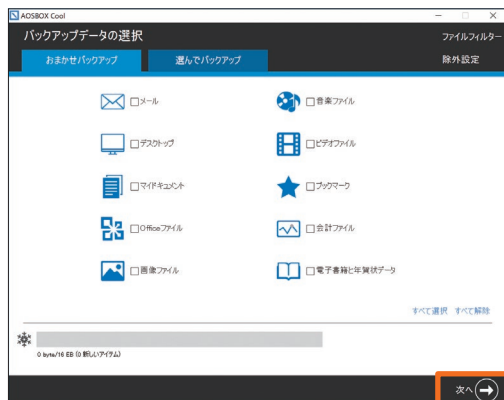 AOSBOX Cool
バックアップデータの選択
ファイルフィルター
おまかせバックアップ
選んでバックアップ
除外設定
メール
音楽ファイル
デスクトップ
ビデオファイル
マイドキュメント
ブックマーク
Officeファイル
会計ファイル
画像ファイル
電子書籍と年賀状データ
すべて選択 すべて解除
0 byte/16 EB (0 新しいアイテム)
次へ